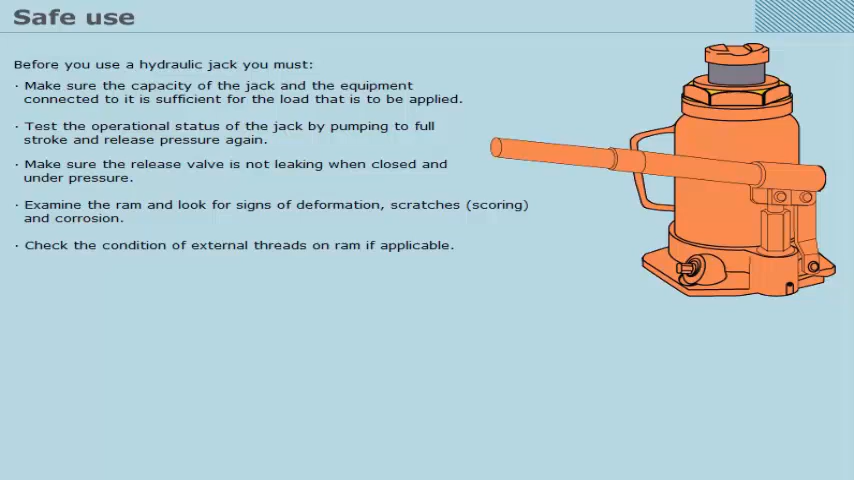 Safe use
Before you use a hydraulic jack you must:
· Make sure the capacity of the jack and the equipment
connected to it is sufficient for the load that is to be applied.
· Test the operational status of the jack by pumping to full
stroke and release pressure again.
· Make sure the release valve is not leaking when closed and
under pressure.
· Examine the ram and look for signs of deformation, scratches (scoring)
and corrosion.
· Check the condition of external threads on ram if applicable.